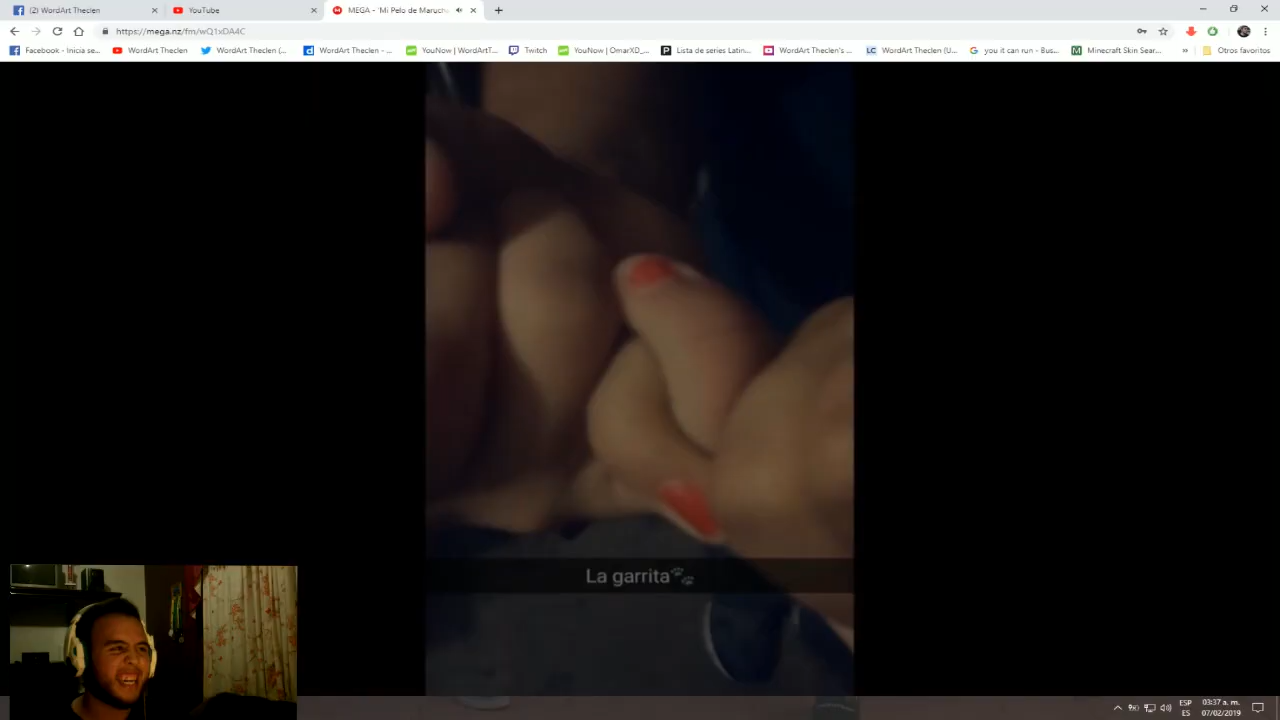 (2) WordArt Theclen
YouTube
MEGA - "Mi Pelo de Maruch
https://mega.nz/fm/wQ1xDA4C
Facebook - Inicia se...
WordArt Theclen
WordArt Theclen (...
WordArt Theclen - ...
YouNow | WordArtT...
Twitch
YouNow | OmarXD_...
Lista de series Latin...
WordArt Theclen's ...
WordArt Theclen (U...
you it can run - Bus...
Minecraft Skin Sear...
Otros favoritos
La garrita🐾
ESP
ES
03:37 a. m.
07/02/2019